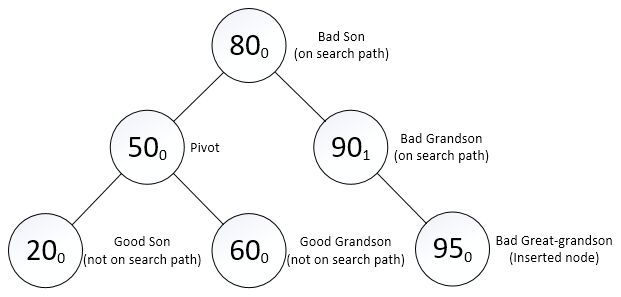 80₀
Bad Son
(on search path)
50₀
Pivot
90₁
Bad Grandson
(on search path)
20₀
Good Son
(not on search path)
60₀
Good Grandson
(not on search path)
95₀
Bad Great-grandson
(Inserted node)